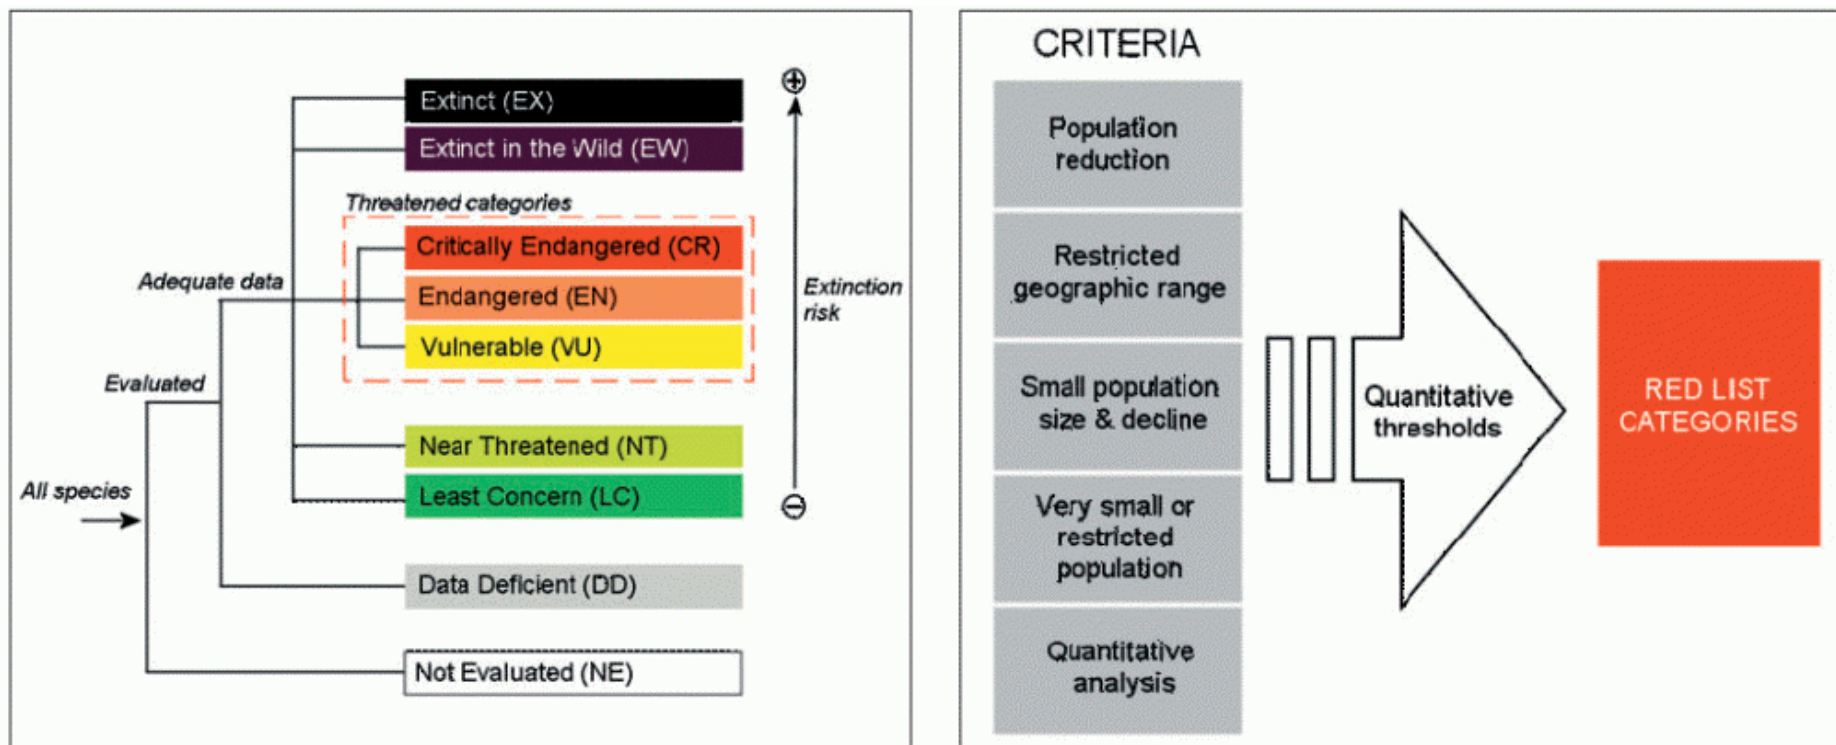 Extinct (EX)
Extinct in the Wild (EW)
Threatened categories
Critically Endangered (CR)
Adequate data
Endangered (EN)
Extinction
risk
Vulnerable (VU)
Evaluated
Near Threatened (NT)
All species
Least Concern (LC)
Data Deficient (DD)
Not Evaluated (NE)
CRITERIA
Population
reduction
Restricted
geographic range
Small population
size & decline
Very small or
restricted
population
Quantitative
analysis
Quantitative
thresholds
RED LIST
CATEGORIES